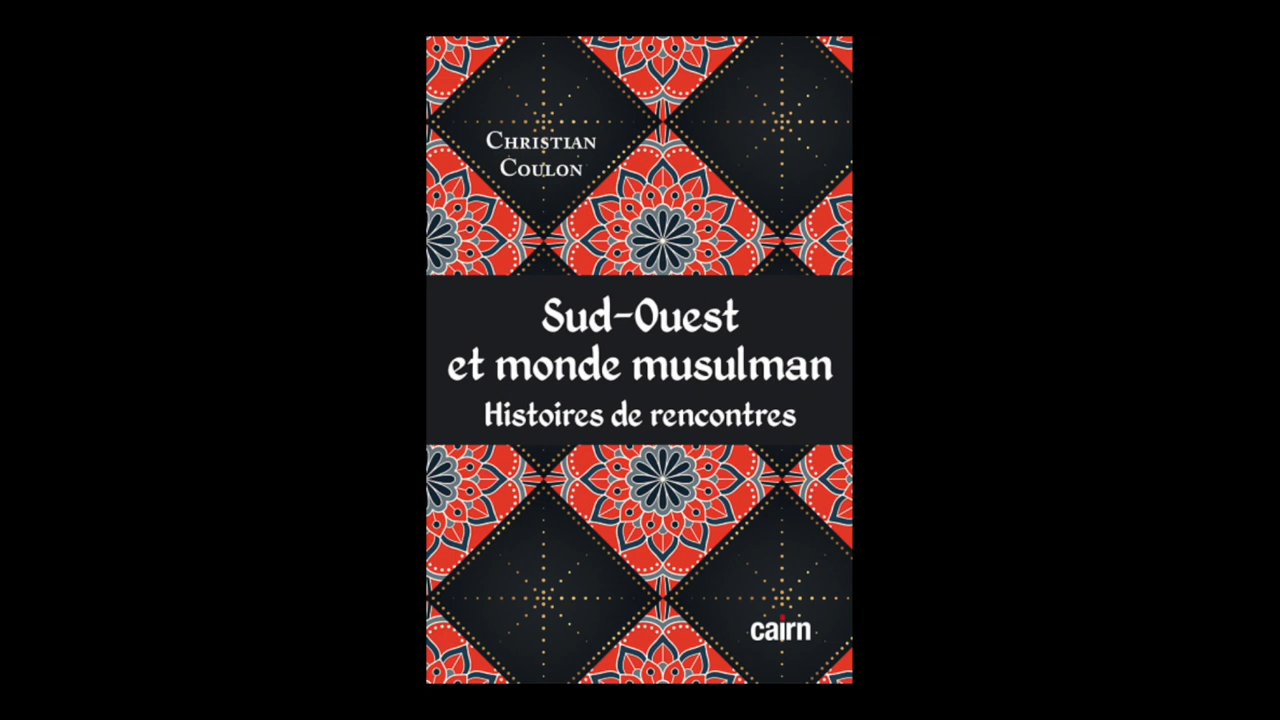 Christian
Coulon
Sud-Ouest
et monde musulman
Histoires de rencontres
cairn